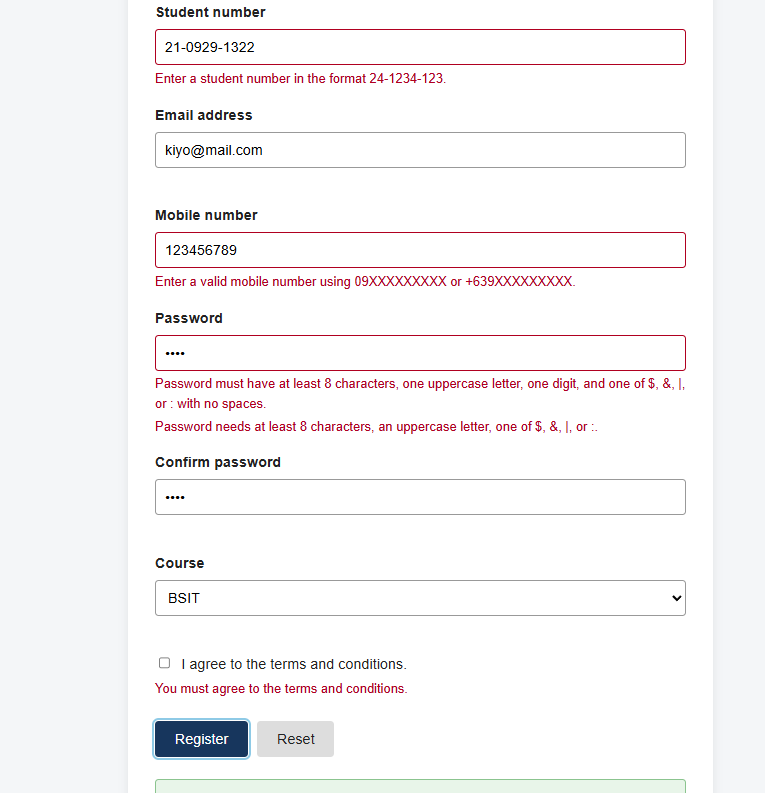 Student number
21-0929-1322
Enter a student number in the format 24-1234-123.
Email address
kiyo@mail.com
Mobile number
123456789
Enter a valid mobile number using 09XXXXXXXXX or +639XXXXXXXXX.
Password
••••
Password must have at least 8 characters, one uppercase letter, one digit, and one of $, &, |,
or : with no spaces.
Password needs at least 8 characters, an uppercase letter, one of $, &, |, or :.
Confirm password
••••
Course
BSIT
I agree to the terms and conditions.
You must agree to the terms and conditions.
Register Reset